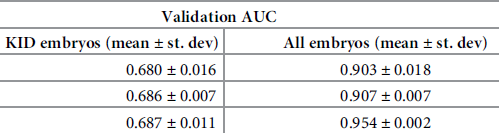 Validation AUC
KID embryos (mean ± st. dev) All embryos (mean ± st. dev)
0.680 ± 0.016 0.903 ± 0.018
0.686 ± 0.007 0.907 ± 0.007
0.687 ± 0.011 0.954 ± 0.002